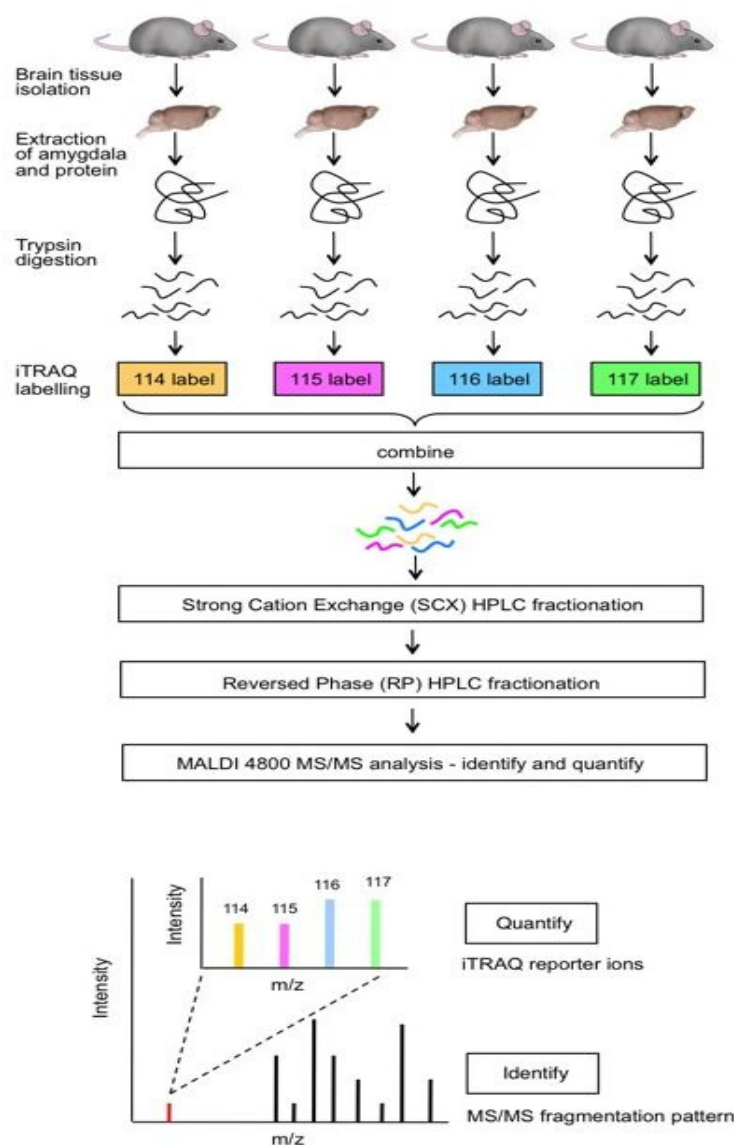 Brain tissue
isolation
Extraction
of amygdala
and protein
Trypsin
digestion
iTRAQ
labelling
114 label
115 label
116 label
117 label
combine
Strong Cation Exchange (SCX) HPLC fractionation
Reversed Phase (RP) HPLC fractionation
MALDI 4800 MS/MS analysis - identify and quantify
Intensity
Intensity
114
115
116
117
m/z
Quantify
iTRAQ reporter ions
Identify
MS/MS fragmentation pattern
m/z